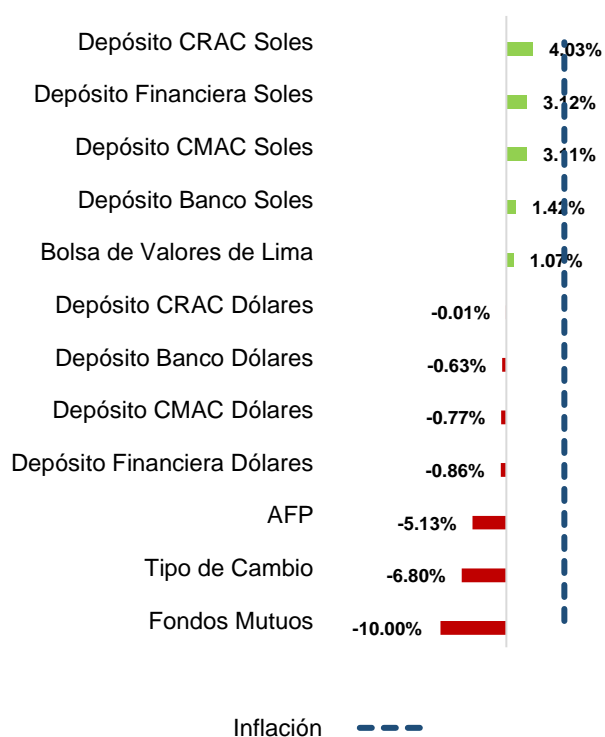 Depósito CRAC Soles 4.03%
Depósito Financiera Soles 3.12%
Depósito CMAC Soles 3.11%
Depósito Banco Soles 1.42%
Bolsa de Valores de Lima 1.07%
Depósito CRAC Dólares -0.01%
Depósito Banco Dólares -0.63%
Depósito CMAC Dólares -0.77%
Depósito Financiera Dólares -0.86%
AFP -5.13%
Tipo de Cambio -6.80%
Fondos Mutuos -10.00%
Inflación